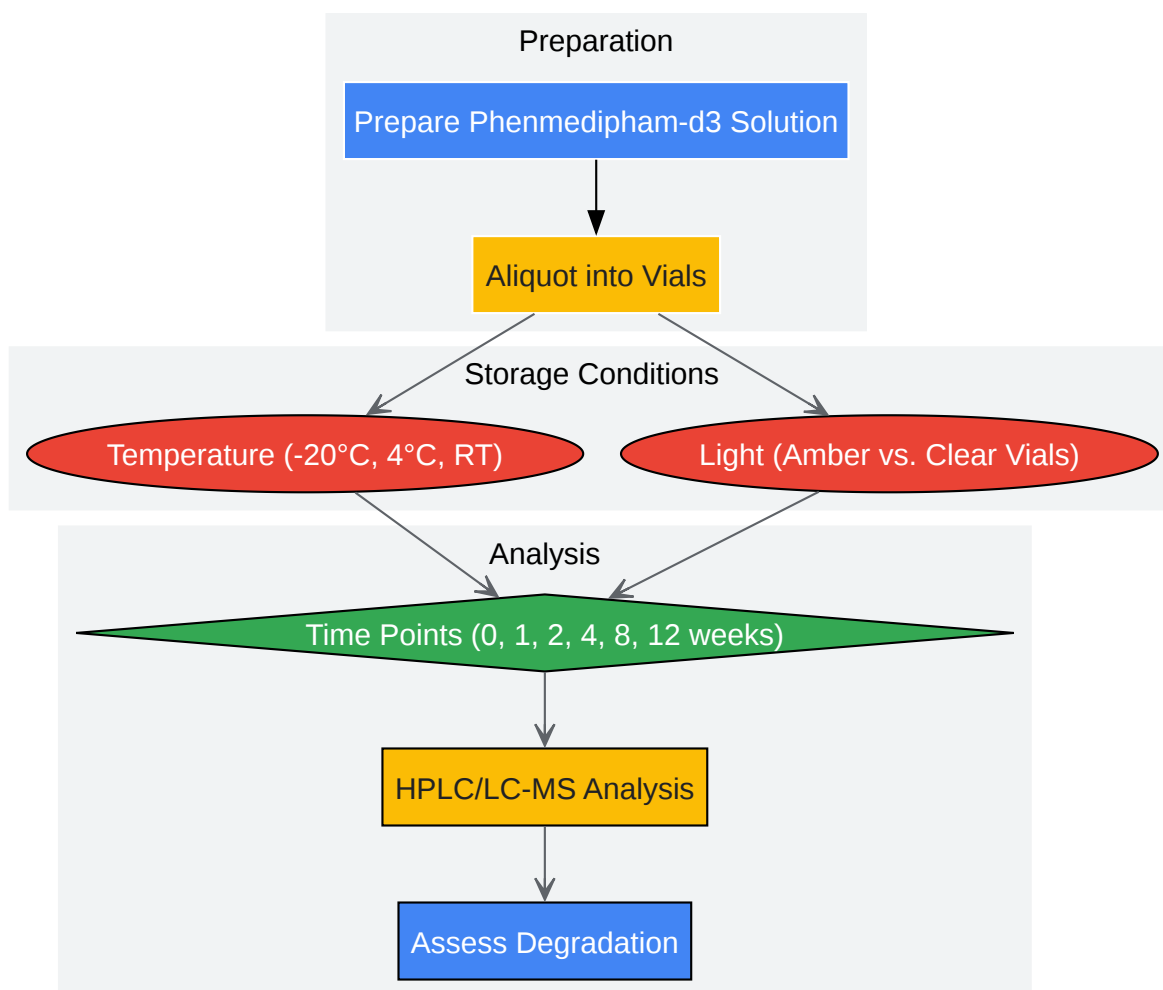 Preparation
Prepare Phenmedipham-d3 Solution
Aliquot into Vials
Storage Conditions
Temperature (-20°C, 4°C, RT)
Light (Amber vs. Clear Vials)
Analysis
Time Points (0, 1, 2, 4, 8, 12 weeks)
HPLC/LC-MS Analysis
Assess Degradation